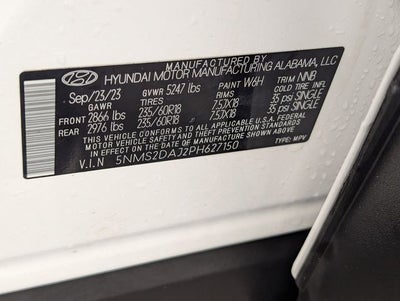 MANUFACTURED BY
HYUNDAI MOTOR MANUFACTURING ALABAMA, LLC
Sep/23/23 GVWR 5247 lbs PAINT W6H TRIM NNB
GAWR TIRES RIMS COLD TIRE INFL
FRONT 2866 lbs 235/60R18 7.5JX18 35 psi SINGLE
REAR 2976 lbs 235/60R18 7.5JX18 35 psi SINGLE
THIS VEHICLE CONFORMS TO ALL APPLICABLE U.S.A FEDERAL
MOTOR VEHICLE SAFETY STANDARDS
IN EFFECT ON THE DATE OF MANUFACTURE SHOWN ABOVE.
V.I.N 5NMS2DAJ2PH627150 TYPE: MPV